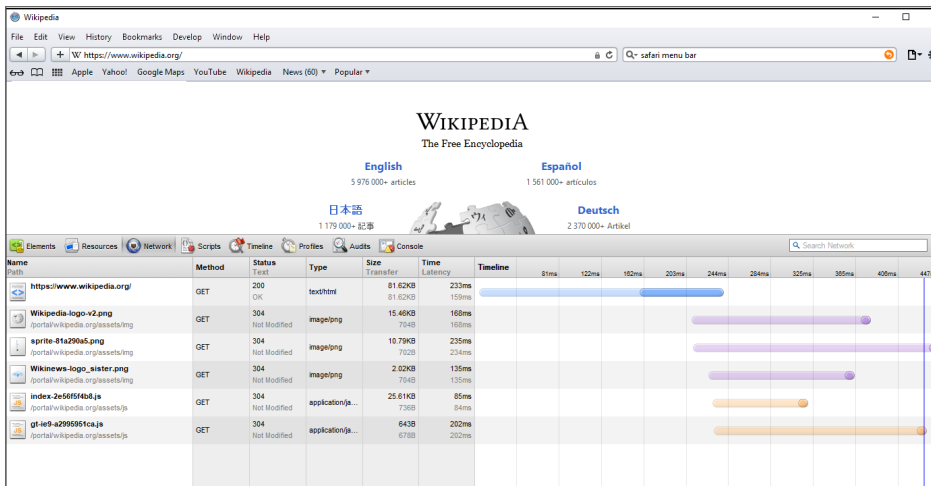 Wikipedia
File Edit View History Bookmarks Develop Window Help
W https://www.wikipedia.org/ safari menu bar
Apple Yahoo! Google Maps YouTube Wikipedia News (60) Popular
WIKIPEDIA
The Free Encyclopedia
English Español
5 976 000+ articles 1 561 000+ artículos
日本語 Deutsch
1 179 000+ 記事 2 370 000+ Artikel
Elements Resources Network Scripts Timeline Profiles Audits Console Search Network
Name Method Status Type Size Time Timeline
Path Text Transfer Latency 81ms 122ms 162ms 203ms 244ms 284ms 325ms 365ms 406ms 447
https://www.wikipedia.org/ GET 200 text/html 81.62KB 233ms
OK 81.62KB 159ms
Wikipedia-logo-v2.png GET 304 image/png 15.46KB 168ms
/portal/wikipedia.org/assets/img Not Modified 704B 168ms
sprite-81a290a5.png GET 304 image/png 10.79KB 235ms
/portal/wikipedia.org/assets/img Not Modified 702B 234ms
Wikinews-logo_sister.png GET 304 image/png 2.02KB 135ms
/portal/wikipedia.org/assets/img Not Modified 704B 135ms
index-2e56f5f4b8.js GET 304 application/ja... 25.61KB 85ms
/portal/wikipedia.org/assets/js Not Modified 736B 84ms
gt-ie9-a2995951ca.js GET 304 application/ja... 643B 202ms
/portal/wikipedia.org/assets/js Not Modified 678B 202ms